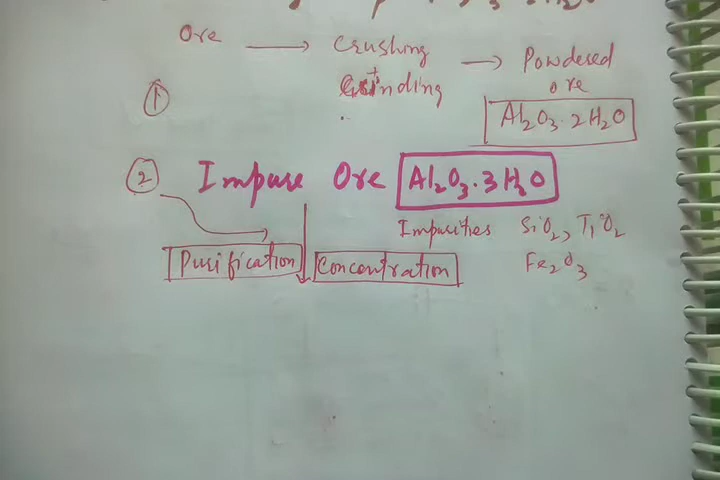 Ore → Crushing → Powdered
+ Grinding ore
① Al₂O₃.2H₂O
② Impure Ore Al₂O₃.3H₂O
Impurities SiO₂, TiO₂
Purification Concentration Fe₂O₃